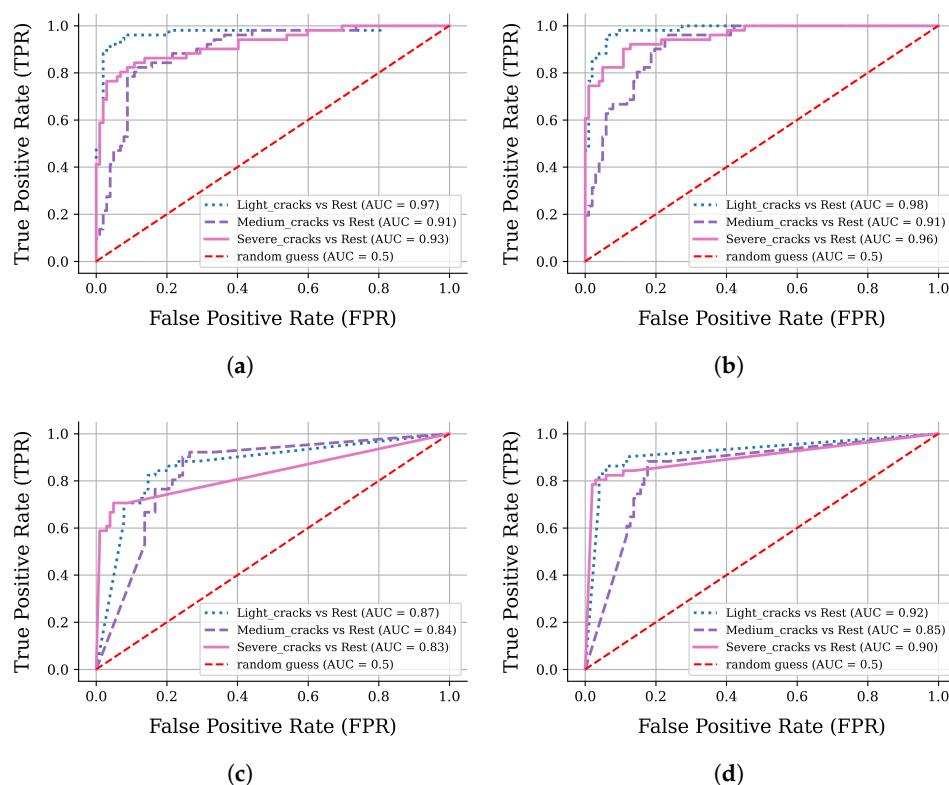 True Positive Rate (TPR)
1.0
0.8
0.6
0.4
0.2
0.0
Light_cracks vs Rest (AUC = 0.97)
Medium_cracks vs Rest (AUC = 0.91)
Severe_cracks vs Rest (AUC = 0.93)
random guess (AUC = 0.5)
0.0 0.2 0.4 0.6 0.8 1.0
False Positive Rate (FPR)
(a)
True Positive Rate (TPR)
1.0
0.8
0.6
0.4
0.2
0.0
Light_cracks vs Rest (AUC = 0.98)
Medium_cracks vs Rest (AUC = 0.91)
Severe_cracks vs Rest (AUC = 0.96)
random guess (AUC = 0.5)
0.0 0.2 0.4 0.6 0.8 1.0
False Positive Rate (FPR)
(b)
True Positive Rate (TPR)
1.0
0.8
0.6
0.4
0.2
0.0
Light_cracks vs Rest (AUC = 0.87)
Medium_cracks vs Rest (AUC = 0.84)
Severe_cracks vs Rest (AUC = 0.83)
random guess (AUC = 0.5)
0.0 0.2 0.4 0.6 0.8 1.0
False Positive Rate (FPR)
(c)
True Positive Rate (TPR)
1.0
0.8
0.6
0.4
0.2
0.0
Light_cracks vs Rest (AUC = 0.92)
Medium_cracks vs Rest (AUC = 0.85)
Severe_cracks vs Rest (AUC = 0.90)
random guess (AUC = 0.5)
0.0 0.2 0.4 0.6 0.8 1.0
False Positive Rate (FPR)
(d)